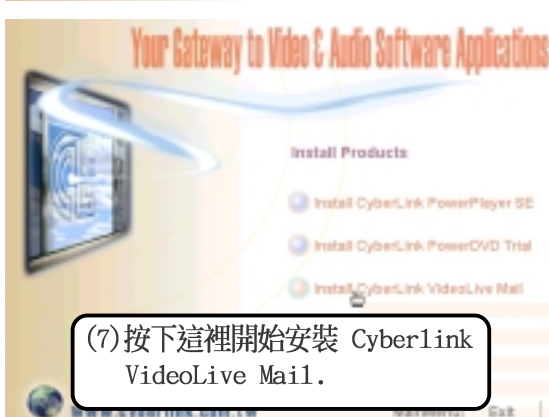 Your Gateway to Video & Audio Software Applications
Install Products
Install CyberLink PowerPlayer SE
Install CyberLink PowerDVD Trial
Install CyberLink VideoLive Mail
(7)按下這裡開始安裝 Cyberlink
VideoLive Mail.
www.cyberlink.com.tw
Exit